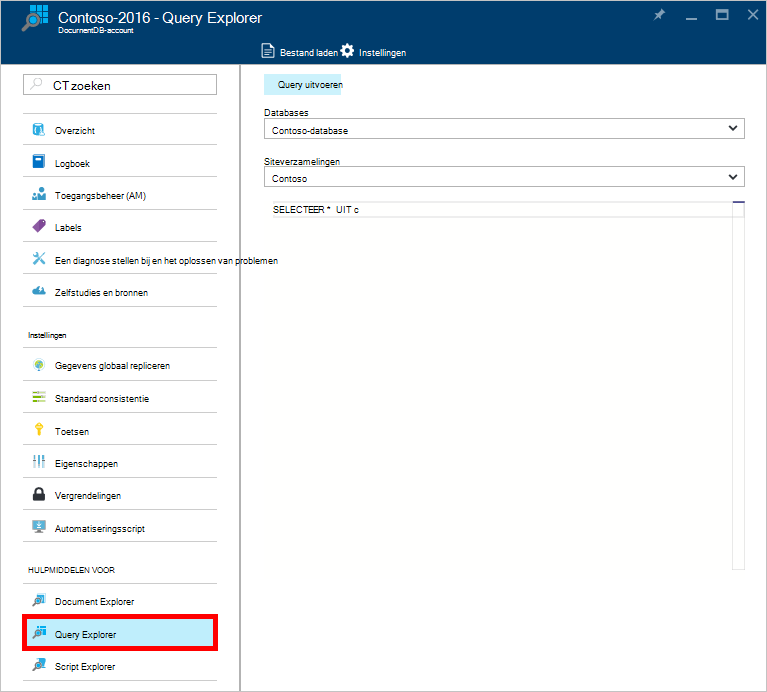 Contoso-2016 - Query Explorer
DocumentDB-account
Bestand laden
Instellingen
CTzoeken
Overzicht
Logboek
Toegangsbeheer (AM)
Labels
Een diagnose stellen bij en het oplossen van problemen
Zelfstudies en bronnen
Instellingen
Gegevens globaal repliceren
Standaard consistentie
Toetsen
Eigenschappen
Vergrendelingen
Automatiseringsscript
HULPMIDDELEN VOOR
Document Explorer
Query Explorer
Script Explorer
Query uitvoeren
Databases
Contoso-database
Siteverzamelingen
Contoso
SELECTEER * UIT c